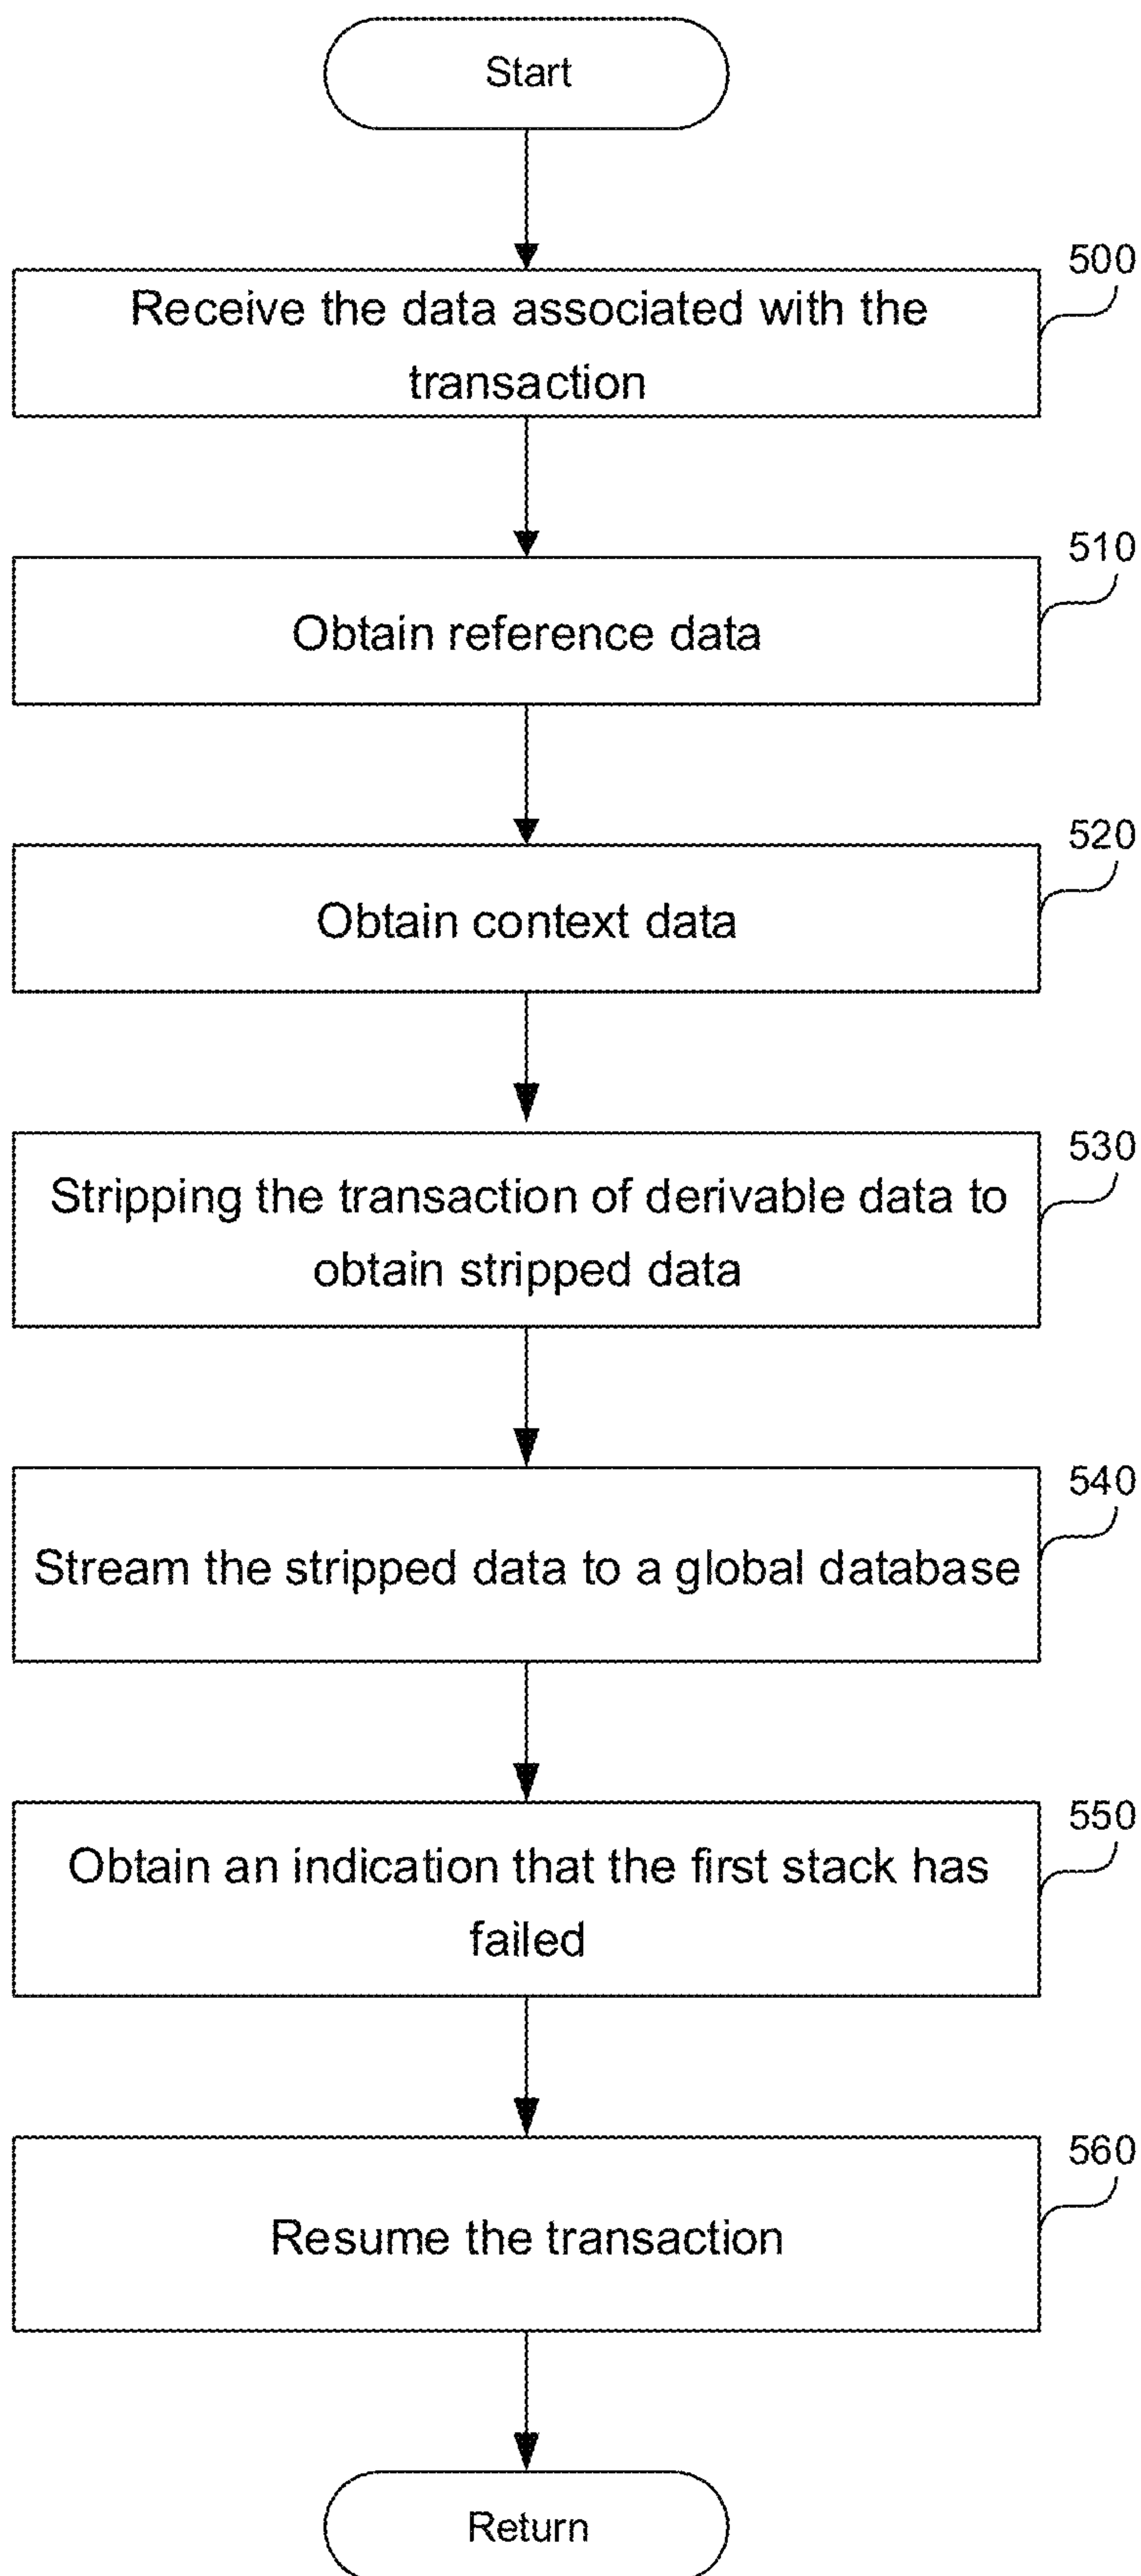 Start
500
Receive the data associated with the
transaction
510
Obtain reference data
520
Obtain context data
530
Stripping the transaction of derivable data to
obtain stripped data
540
Stream the stripped data to a global database
550
Obtain an indication that the first stack has
failed
560
Resume the transaction
Return